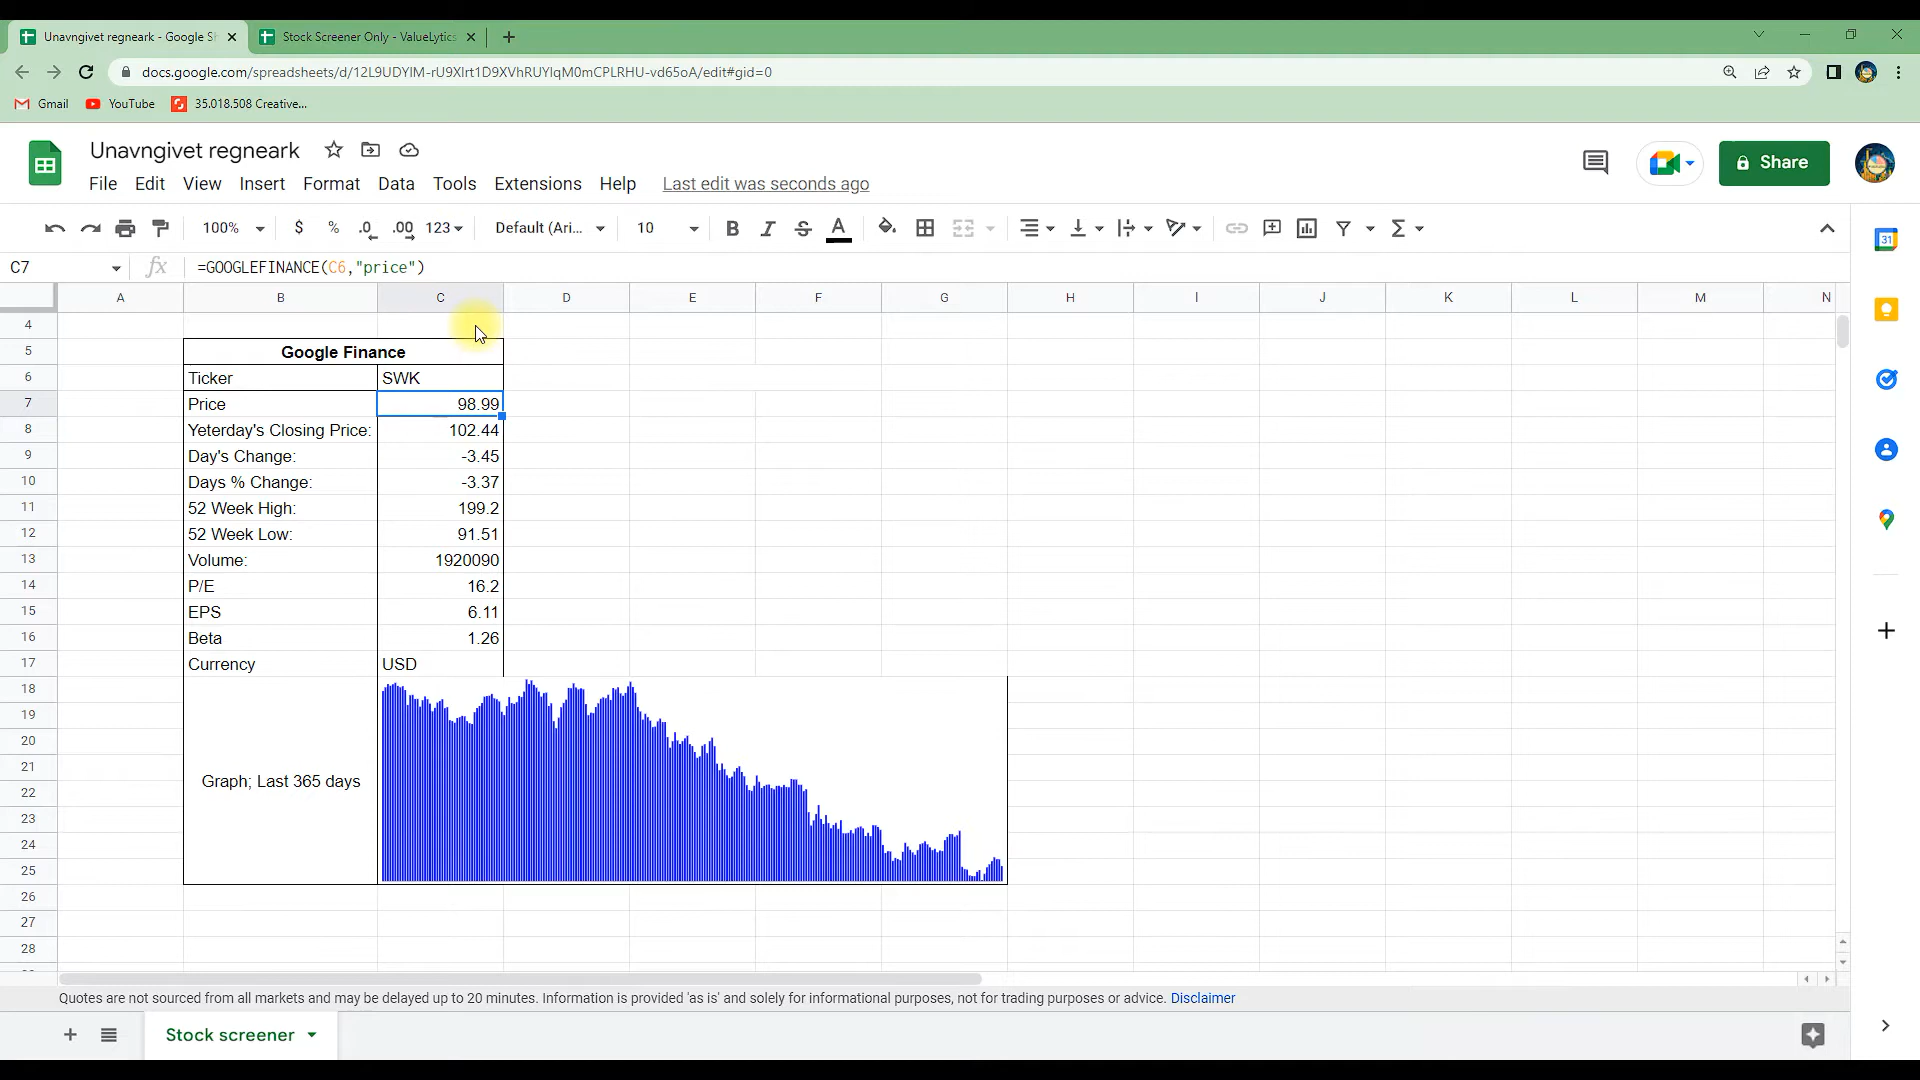 Unavngivet regneark - Google Sh
Stock Screener Only - ValueLytics
docs.google.com/spreadsheets/d/12L9UDYIM-rU9XIrt1D9XVhRUYIqM0mCPLRHU-vd65oA/edit#gid=0
Gmail YouTube 35.018.508 Creative...
Unavngivet regneark
File Edit View Insert Format Data Tools Extensions Help Last edit was seconds ago
Share
31
100% $ % .0 .00 123 Default (Ari... 10 B I S A Σ
C7 fx =GOOGLEFINANCE(C6,"price")
A B C D E F G H I J K L M N
4
5 Google Finance
6 Ticker SWK
7 Price 98.99
8 Yeterday's Closing Price: 102.44
9 Day's Change: -3.45
10 Days % Change: -3.37
11 52 Week High: 199.2
12 52 Week Low: 91.51
13 Volume: 1920090
14 P/E 16.2
15 EPS 6.11
16 Beta 1.26
17 Currency USD
18
19
20
21
Graph; Last 365 days
22
23
24
25
26
27
28
Quotes are not sourced from all markets and may be delayed up to 20 minutes. Information is provided 'as is' and solely for informational purposes, not for trading purposes or advice. Disclaimer
Stock screener